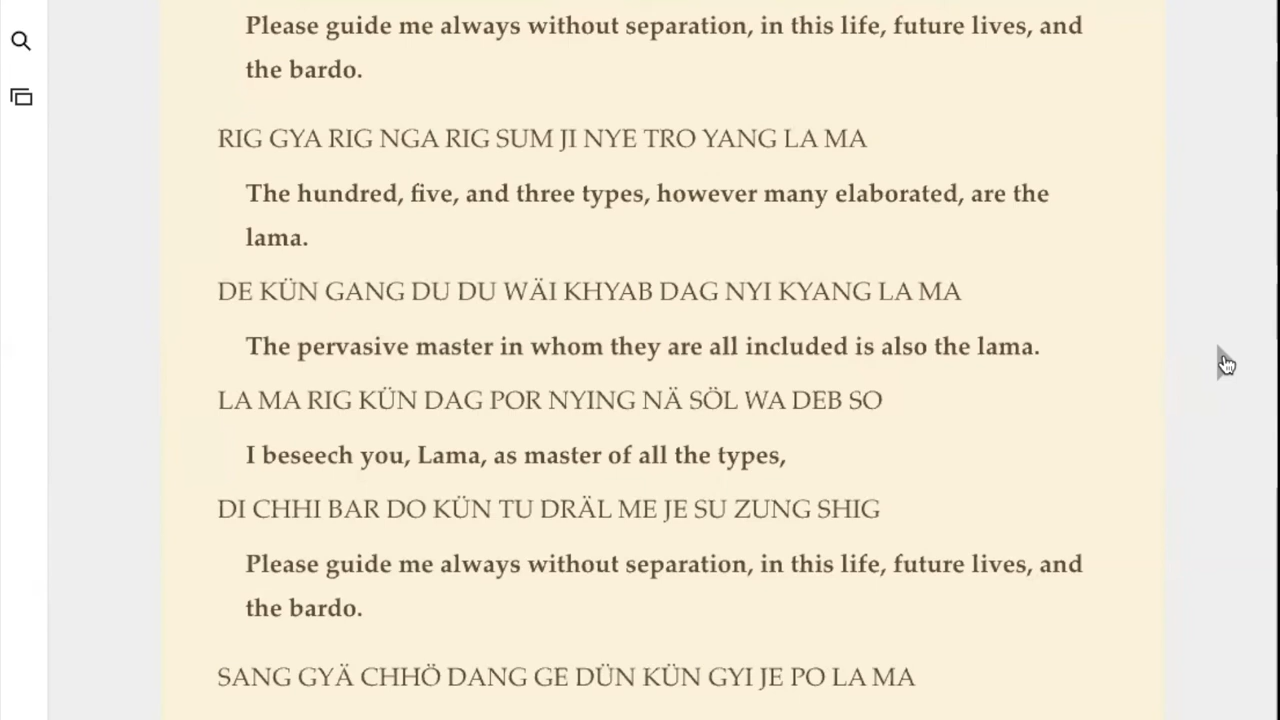 Please guide me always without separation, in this life, future lives, and
the bardo.
RIG GYA RIG NGA RIG SUM JI NYE TRO YANG LA MA
The hundred, five, and three types, however many elaborated, are the
lama.
DE KÜN GANG DU DU WÄI KHYAB DAG NYI KYANG LA MA
The pervasive master in whom they are all included is also the lama.
LA MA RIG KÜN DAG POR NYING NÄ SÖL WA DEB SO
I beseech you, Lama, as master of all the types,
DI CHHI BAR DO KÜN TU DRÄL ME JE SU ZUNG SHIG
Please guide me always without separation, in this life, future lives, and
the bardo.
SANG GYÄ CHHÖ DANG GE DÜN KÜN GYI JE PO LA MA